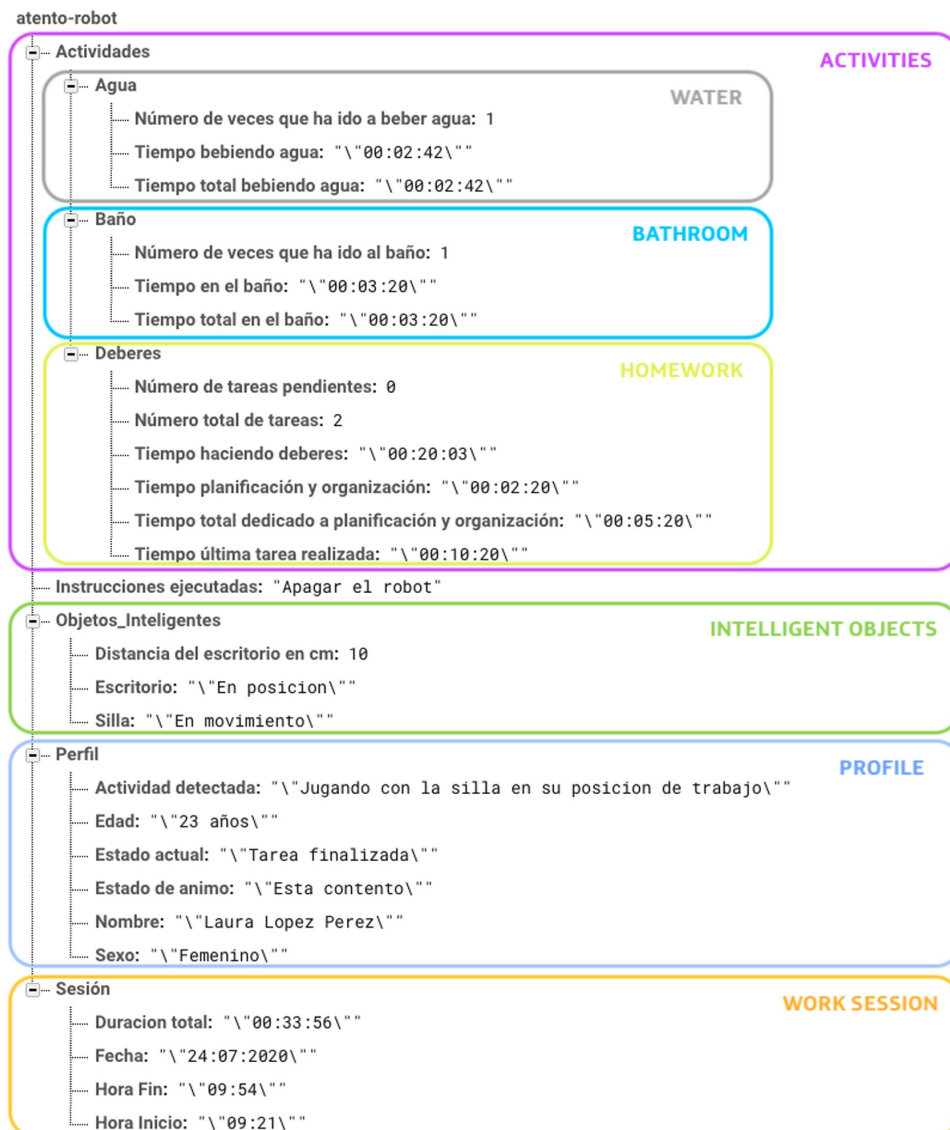 atento-robot
Actividades
ACTIVITIES
Agua
WATER
Número de veces que ha ido a beber agua: 1
Tiempo bebiendo agua: "\"00:02:42\""
Tiempo total bebiendo agua: "\"00:02:42\""
Baño
BATHROOM
Número de veces que ha ido al baño: 1
Tiempo en el baño: "\"00:03:20\""
Tiempo total en el baño: "\"00:03:20\""
Deberes
HOMEWORK
Número de tareas pendientes: 0
Número total de tareas: 2
Tiempo haciendo deberes: "\"00:20:03\""
Tiempo planificación y organización: "\"00:02:20\""
Tiempo total dedicado a planificación y organización: "\"00:05:20\""
Tiempo última tarea realizada: "\"00:10:20\""
Instrucciones ejecutadas: "Apagar el robot"
Objetos_Inteligentes
INTELLIGENT OBJECTS
Distancia del escritorio en cm: 10
Escritorio: "\"En posicion\""
Silla: "\"En movimiento\""
Perfil
PROFILE
Actividad detectada: "\"Jugando con la silla en su posicion de trabajo\""
Edad: "\"23 años\""
Estado actual: "\"Tarea finalizada\""
Estado de animo: "\"Esta contento\""
Nombre: "\"Laura Lopez Perez\""
Sexo: "\"Femenino\""
Sesión
WORK SESSION
Duracion total: "\"00:33:56\""
Fecha: "\"24:07:2020\""
Hora Fin: "\"09:54\""
Hora Inicio: "\"09:21\""